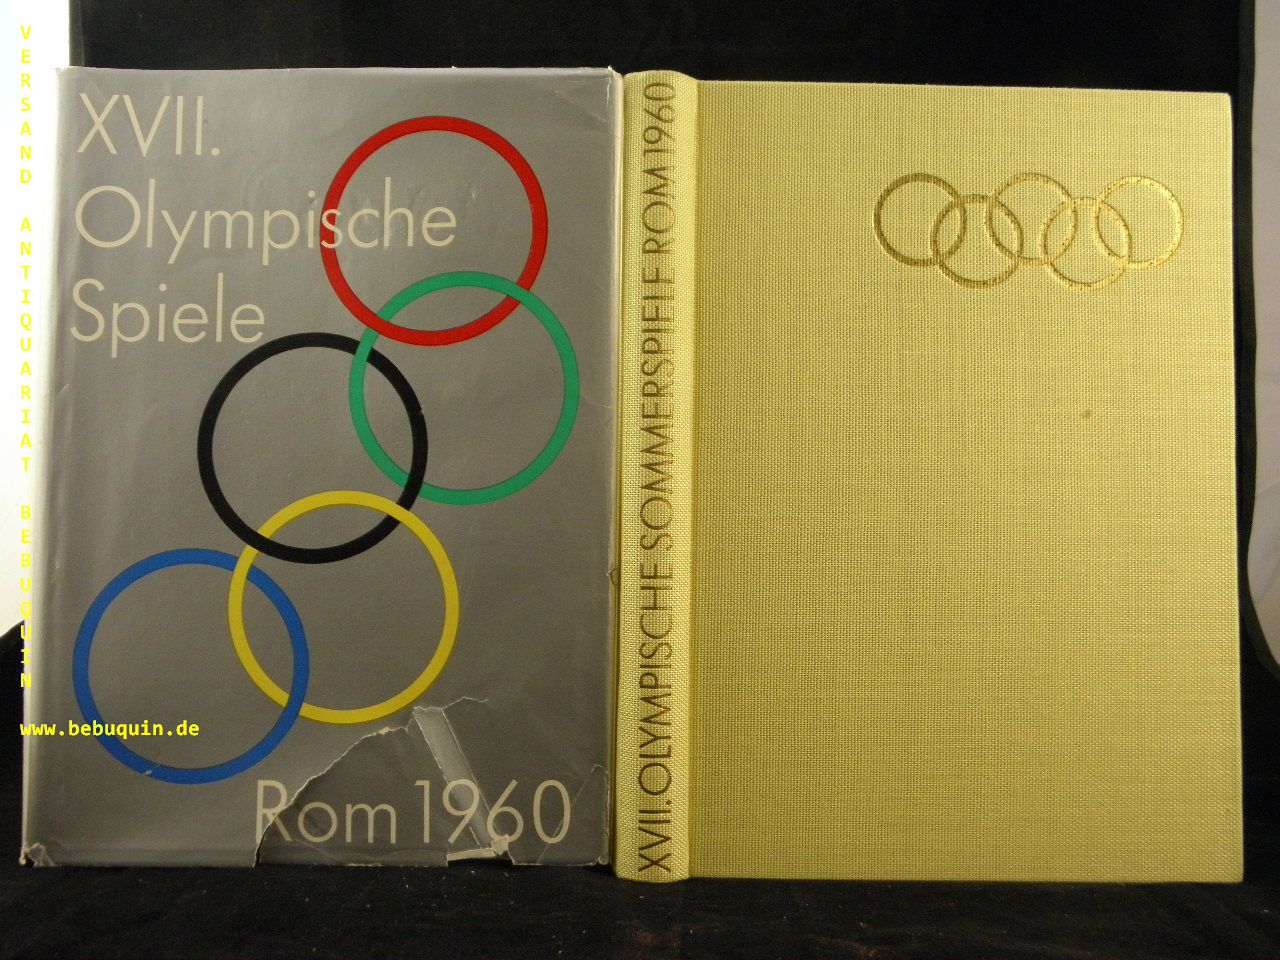 VERSAND ANTIQUARIAT BEBUQUIN
www.bebuquin.de
XVII.
Olympische
Spiele
Rom 1960
XVII. OLYMPISCHE SOMMERSPIELE ROM 1960